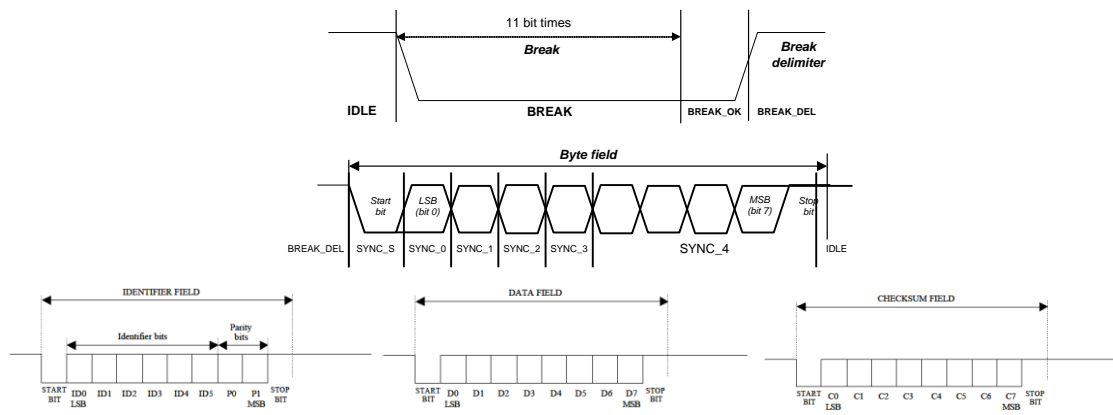 11 bit times
Break
Break
delimiter
IDLE
BREAK
BREAK_OK
BREAK_DEL
Byte field
Start
bit
LSB
(bit 0)
MSB
(bit 7)
Stop
bit
BREAK_DEL
SYNC_S
SYNC_0
SYNC_1
SYNC_2
SYNC_3
SYNC_4
IDLE
IDENTIFIER FIELD
Identifier bits
Parity
bits
START
BIT
ID0
LSB
ID1
ID2
ID3
ID4
ID5
P0
P1
MSB
STOP
BIT
DATA FIELD
START
BIT
D0
LSB
D1
D2
D3
D4
D5
D6
D7
MSB
STOP
BIT
CHECKSUM FIELD
START
BIT
C0
LSB
C1
C2
C3
C4
C5
C6
C7
MSB
STOP
BIT